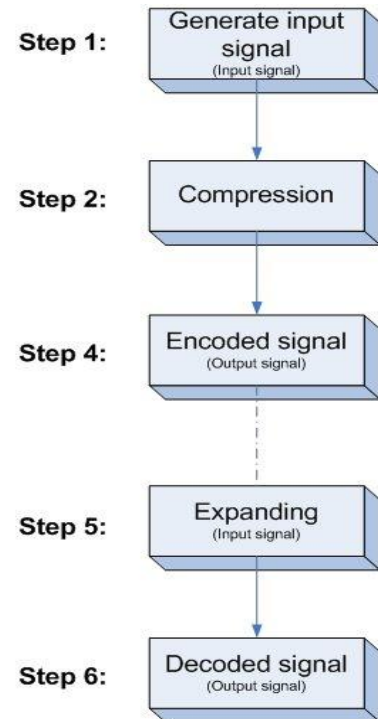 Step 1:
Generate input
signal
(Input signal)
Step 2:
Compression
Step 4:
Encoded signal
(Output signal)
Step 5:
Expanding
(Input signal)
Step 6:
Decoded signal
(Output signal)